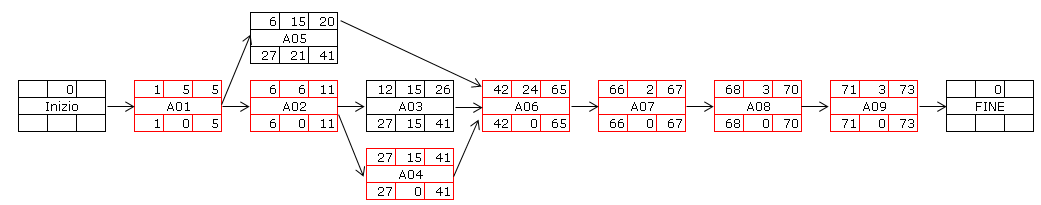 6 15 20
A05
27 21 41
0
Inizio
1 5 5
A01
1 0 5
6 6 11
A02
6 0 11
12 15 26
A03
27 15 41
42 24 65
A06
42 0 65
66 2 67
A07
66 0 67
68 3 70
A08
68 0 70
71 3 73
A09
71 0 73
0
FINE
27 15 41
A04
27 0 41